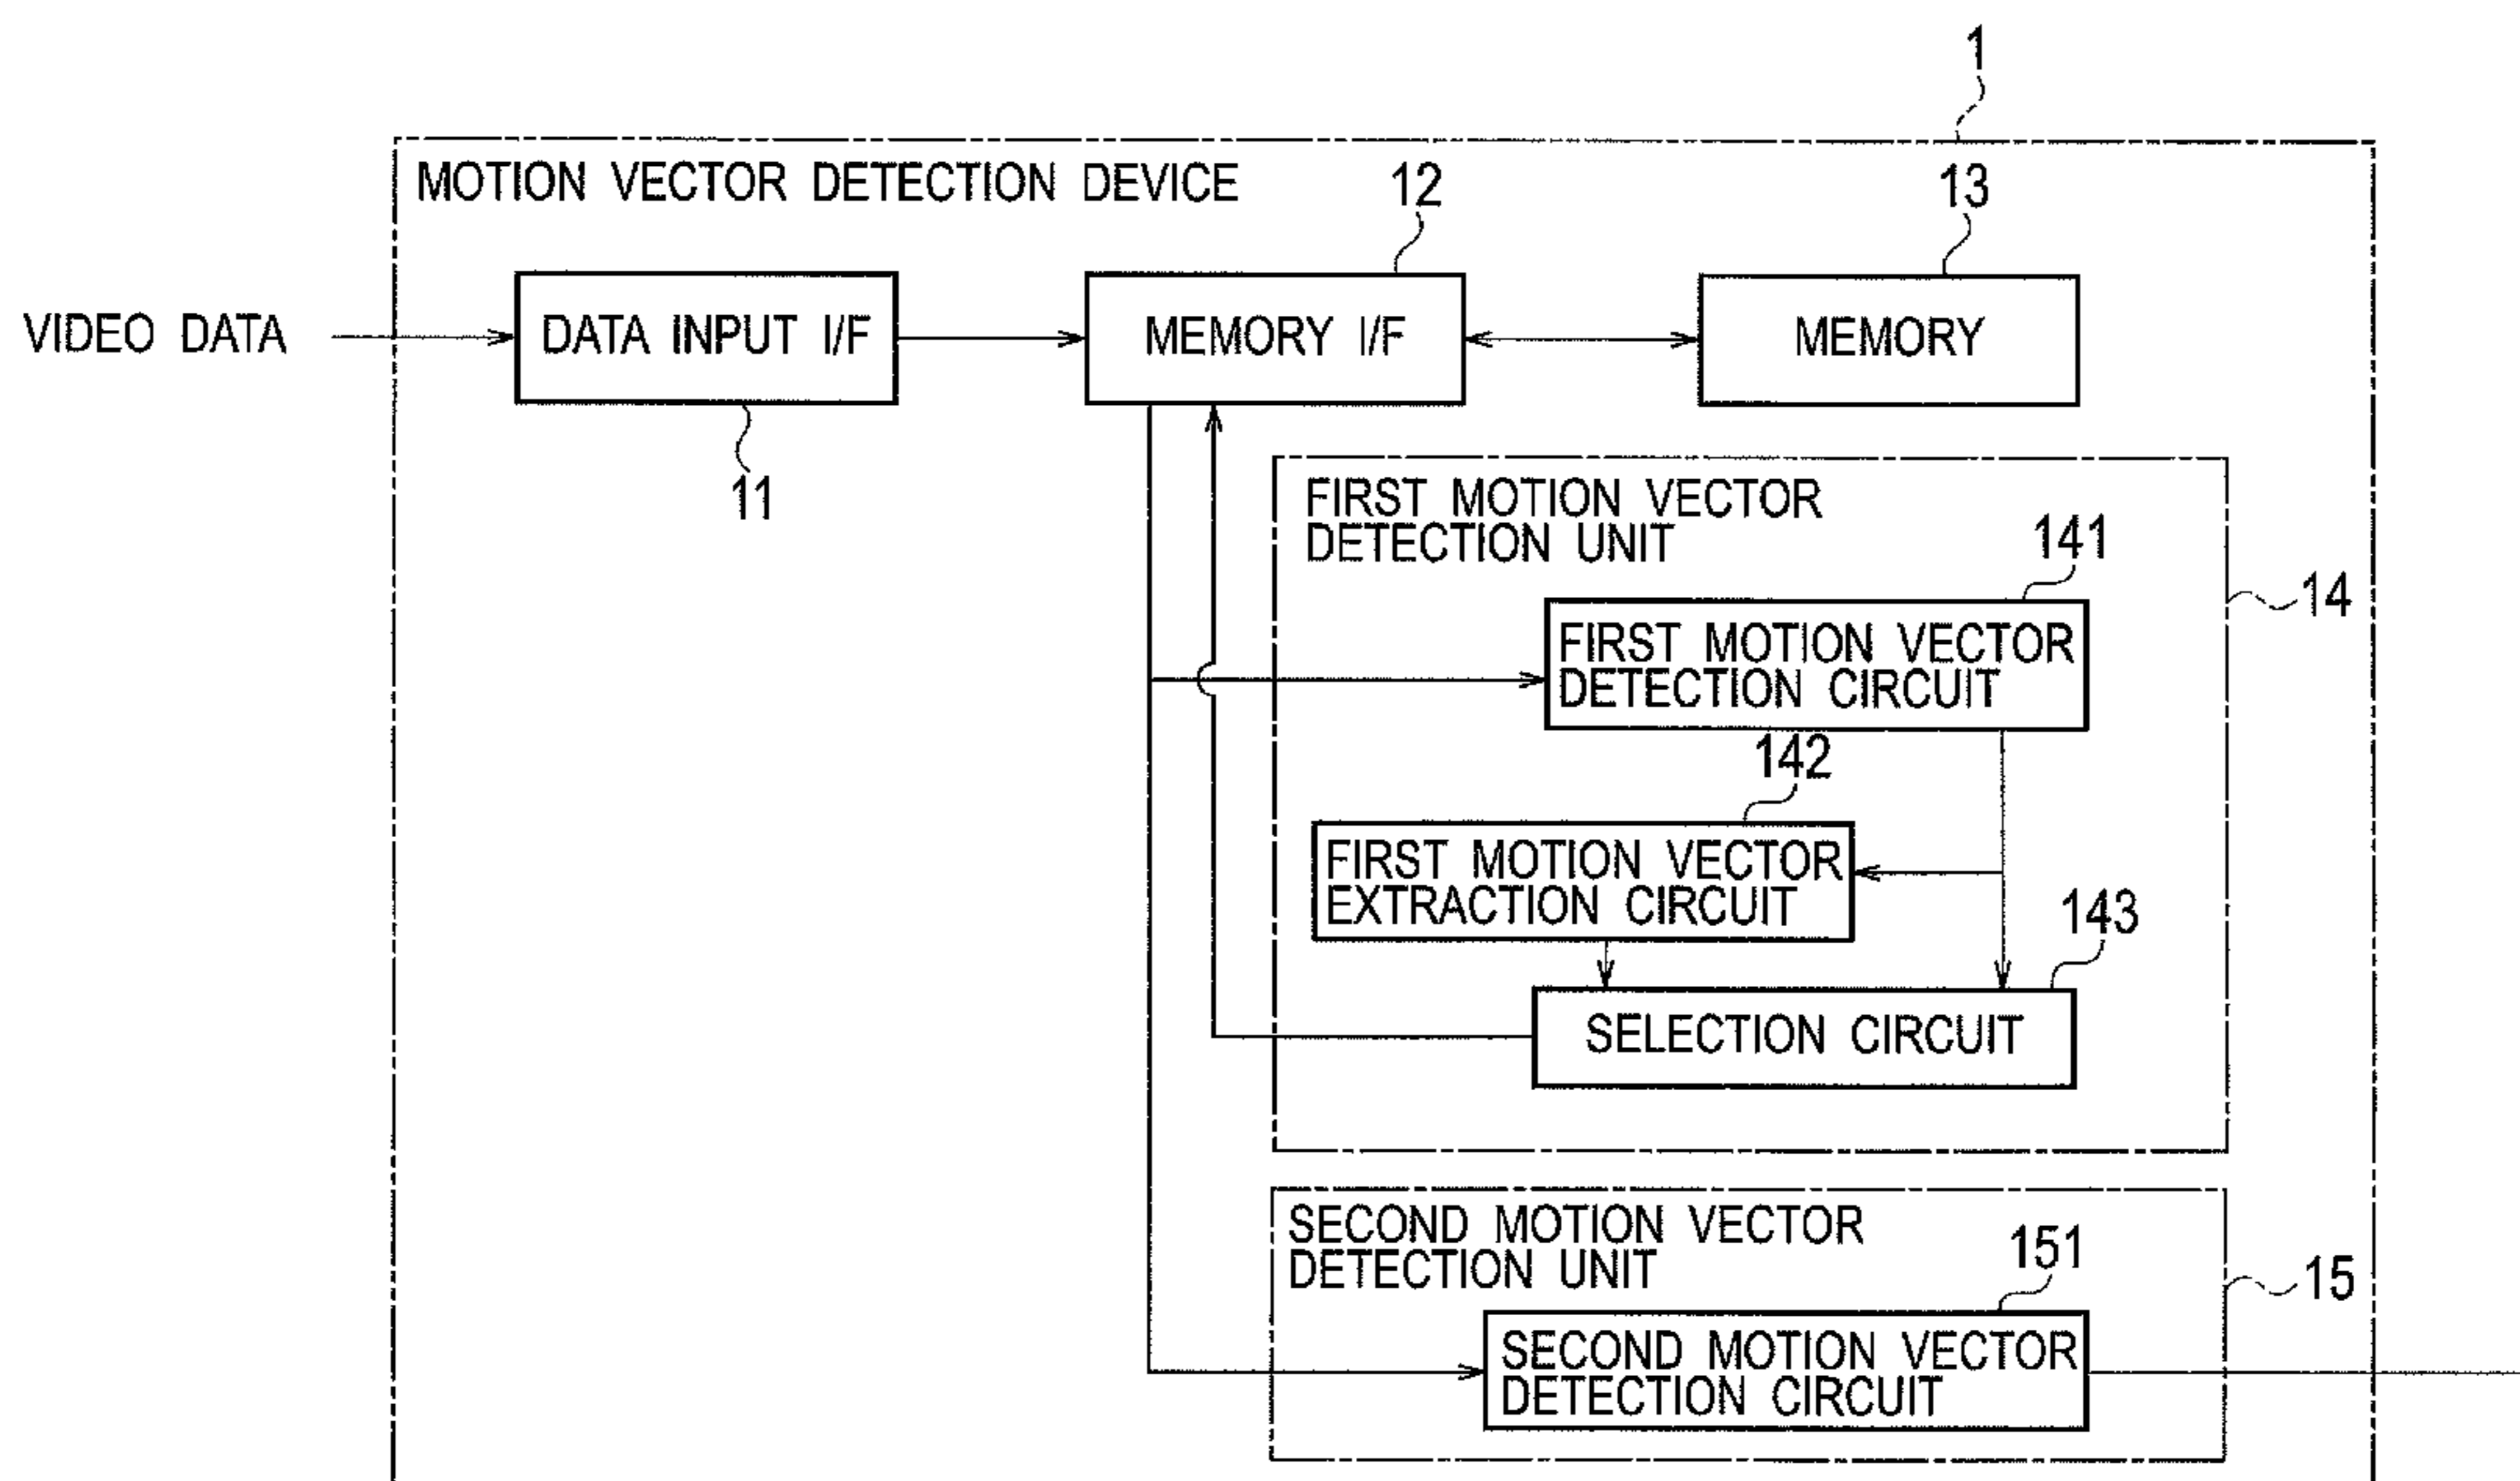 1
MOTION VECTOR DETECTION DEVICE
12
13
VIDEO DATA
DATA INPUT I/F
MEMORY I/F
MEMORY
11
FIRST MOTION VECTOR
DETECTION UNIT
141
14
FIRST MOTION VECTOR
DETECTION CIRCUIT
142
FIRST MOTION VECTOR
EXTRACTION CIRCUIT
143
SELECTION CIRCUIT
SECOND MOTION VECTOR
DETECTION UNIT
151
15
SECOND MOTION VECTOR
DETECTION CIRCUIT